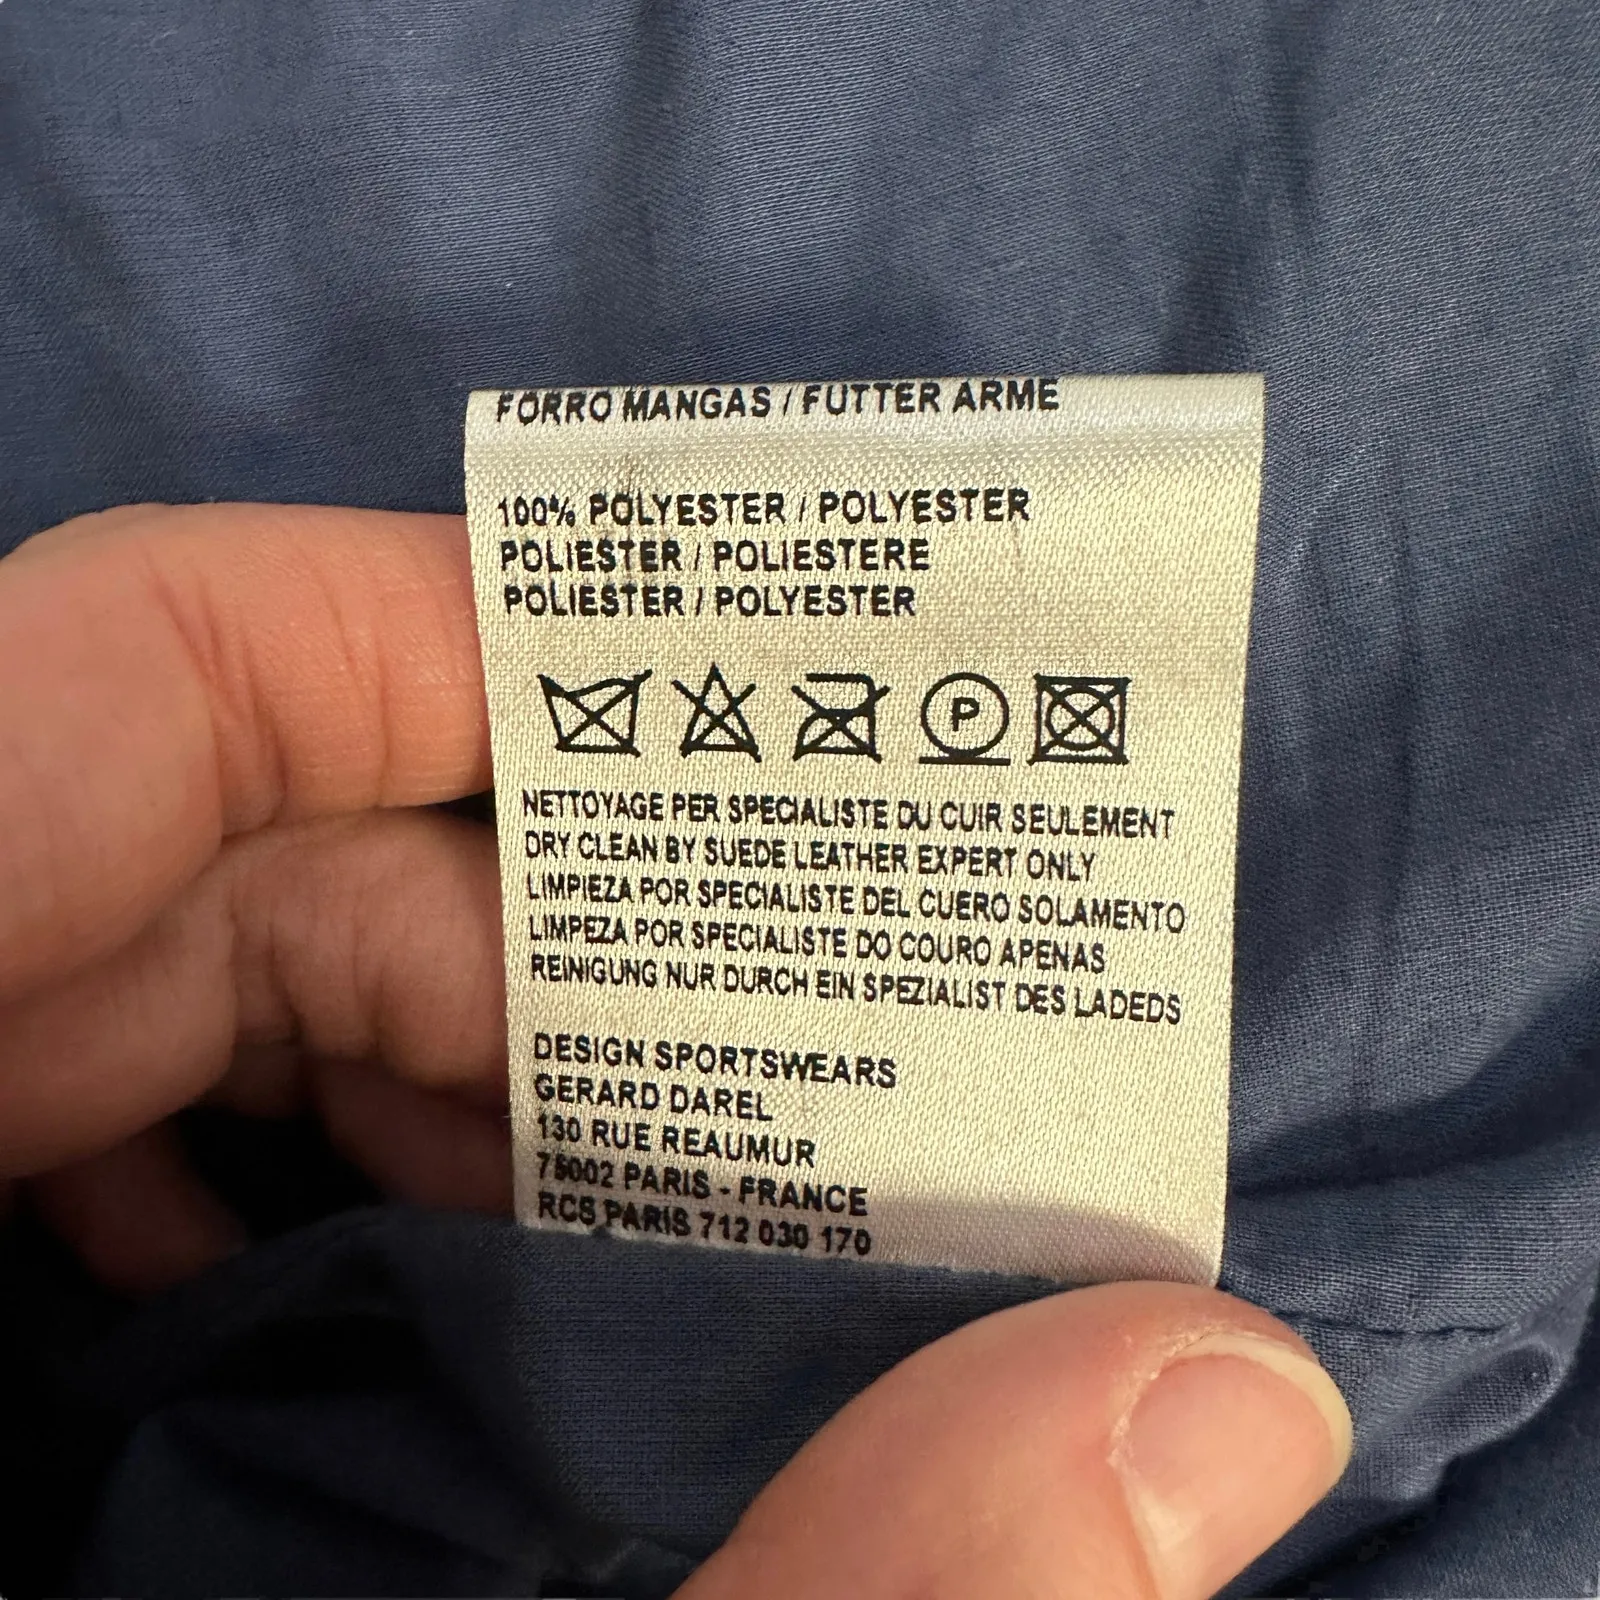 FORRO MANGAS / FUTTER ARME
100% POLYESTER / POLYESTER
POLIESTER / POLIESTERE
POLIESTER / POLYESTER
P
NETTOYAGE PER SPECIALISTE DU CUIR SEULEMENT
DRY CLEAN BY SUEDE LEATHER EXPERT ONLY
LIMPIEZA POR SPECIALISTE DEL CUERO SOLAMENTO
LIMPEZA POR SPECIALISTE DO COURO APENAS
REINIGUNG NUR DURCH EIN SPEZIALIST DES LADEDS
DESIGN SPORTSWEARS
GERARD DAREL
130 RUE REAUMUR
75002 PARIS - FRANCE
RCS PARIS 712 030 170